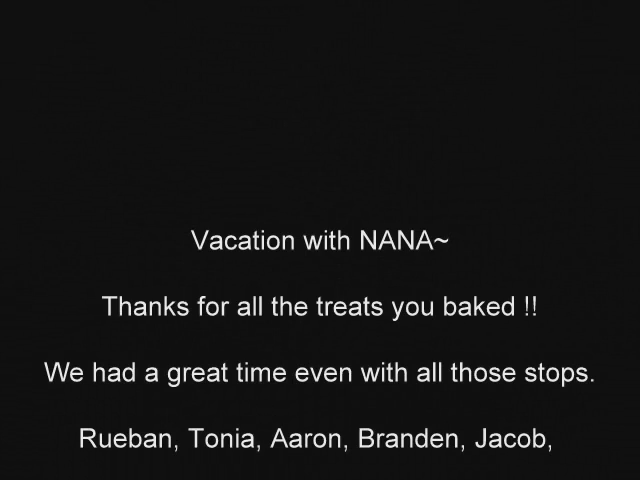 Vacation with NANA~
Thanks for all the treats you baked !!
We had a great time even with all those stops.
Rueban, Tonia, Aaron, Branden, Jacob,